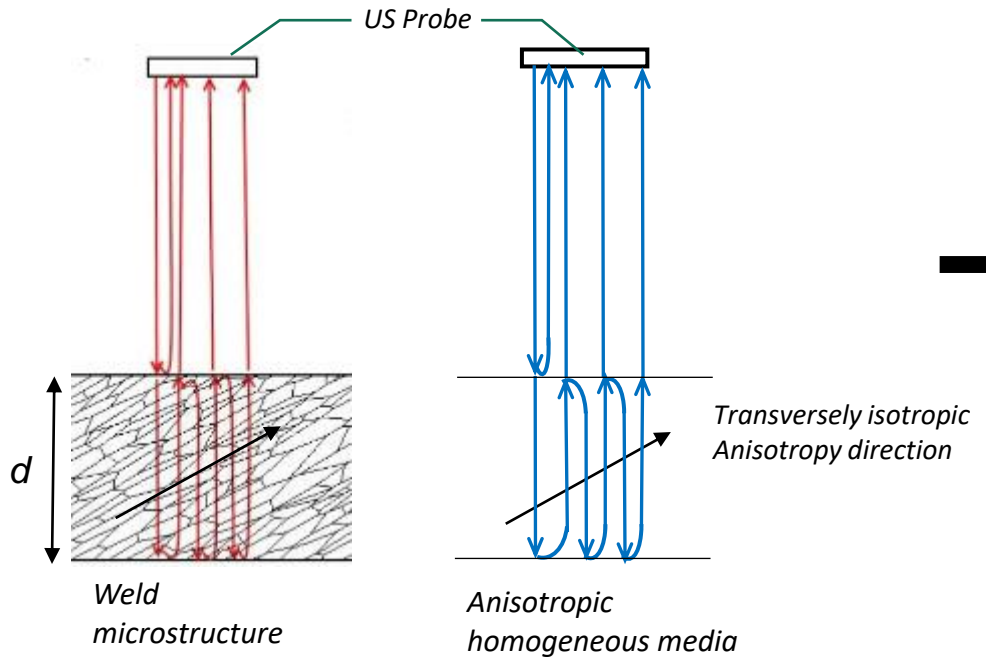 US Probe
d
Transversely isotropic
Anisotropy direction
Weld
microstructure
Anisotropic
homogeneous media